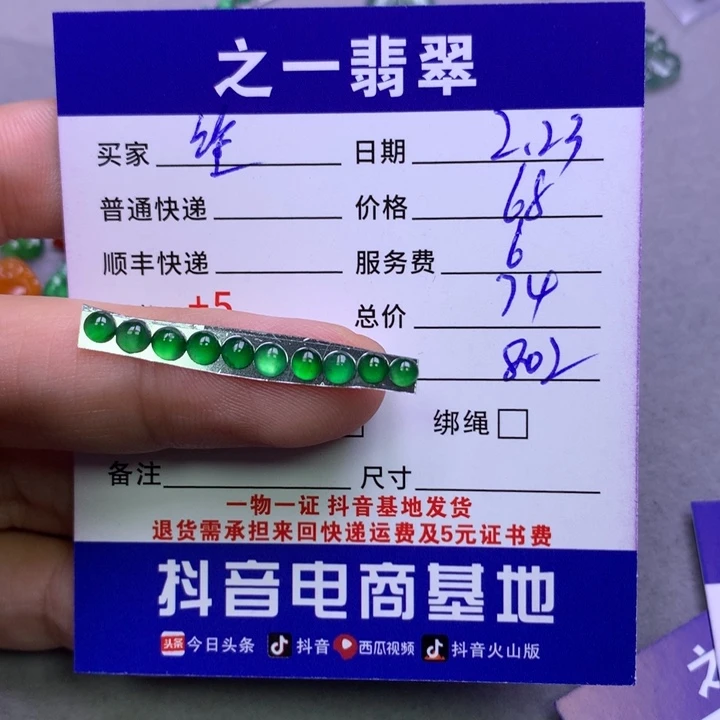 之一翡翠
买家 日期 2.23
普通快递 价格 68
顺丰快递 服务费 6
+5 总价 74
802
绑绳
备注 尺寸
一物一证 抖音基地发货
退货需承担来回快递运费及5元证书费
抖音电商基地
头条 今日头条 抖音 西瓜视频 抖音火山版